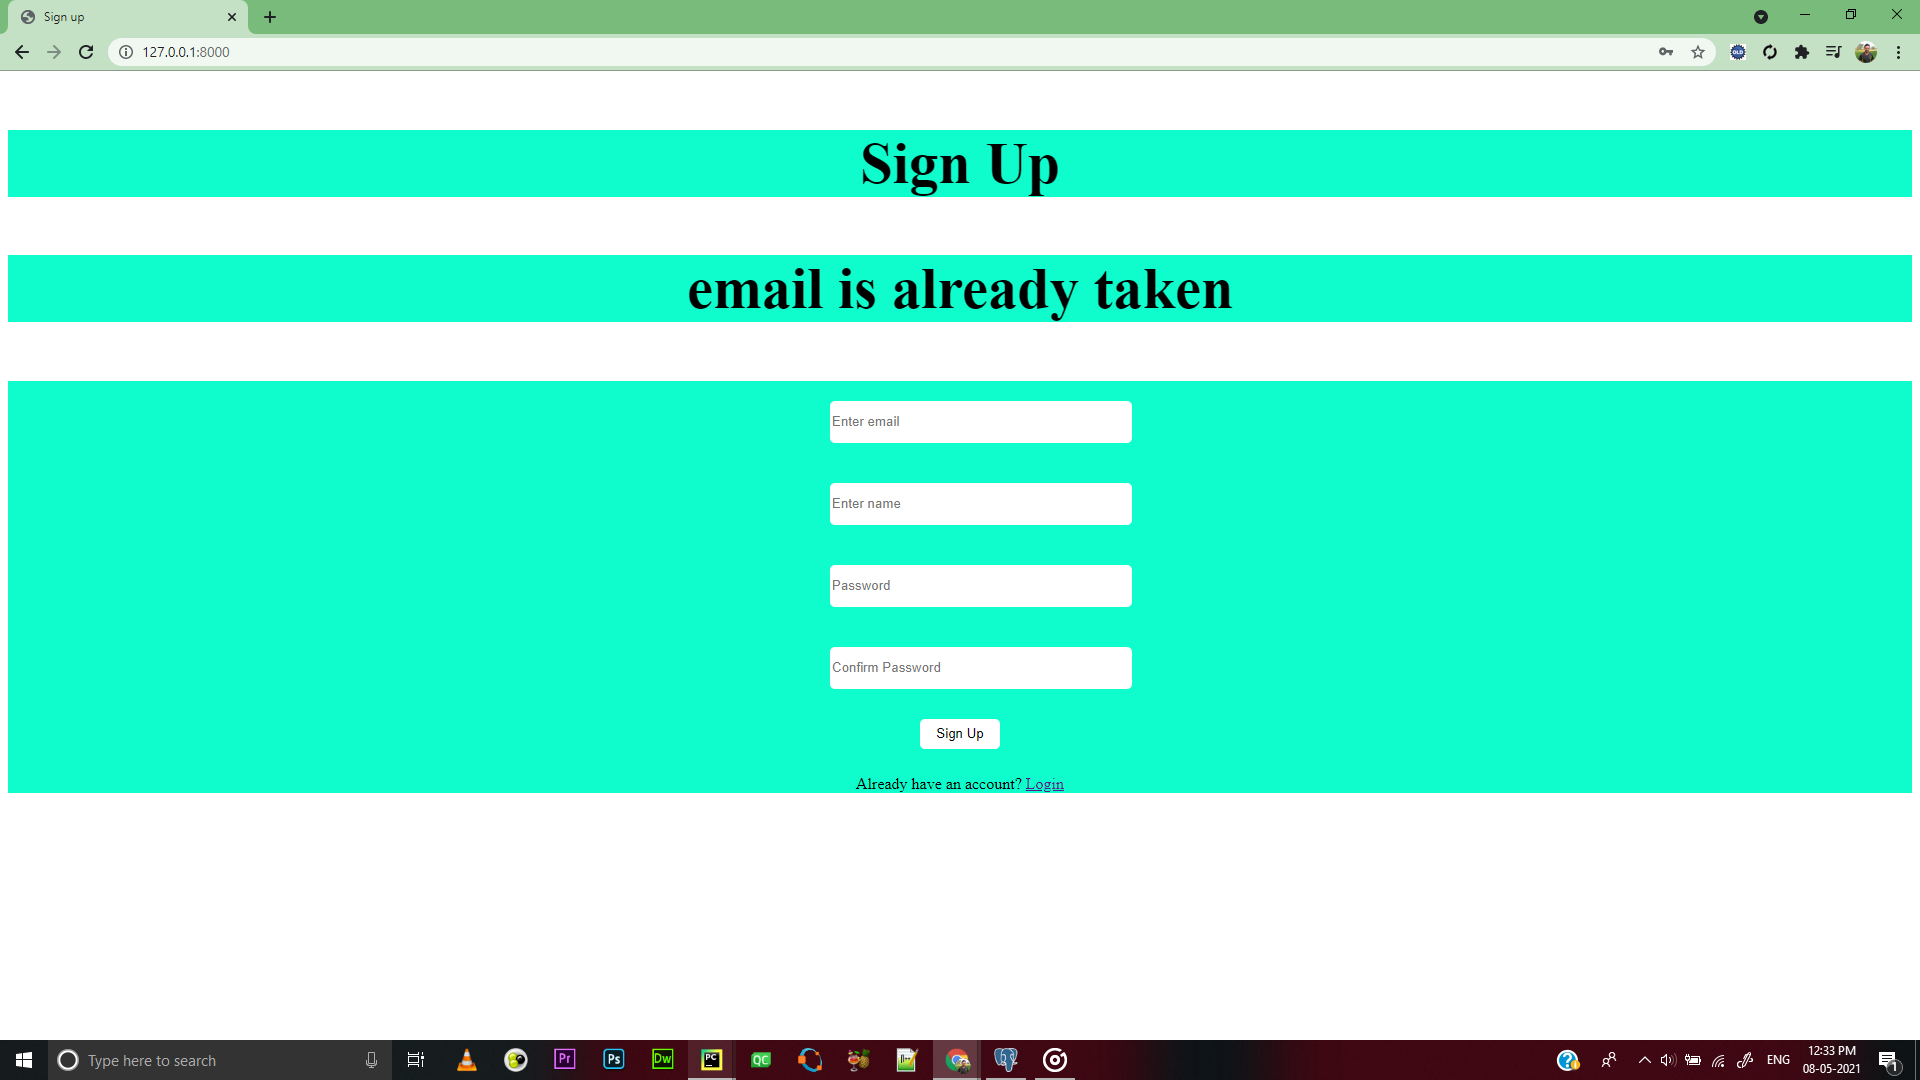 Sign up
127.0.0.1:8000
OLD
Sign Up
email is already taken
Enter email
Enter name
Password
Confirm Password
Sign Up
Already have an account? Login
Type here to search
Pr
Ps
Dw
PC
QC
ENG
12:33 PM
08-05-2021
1